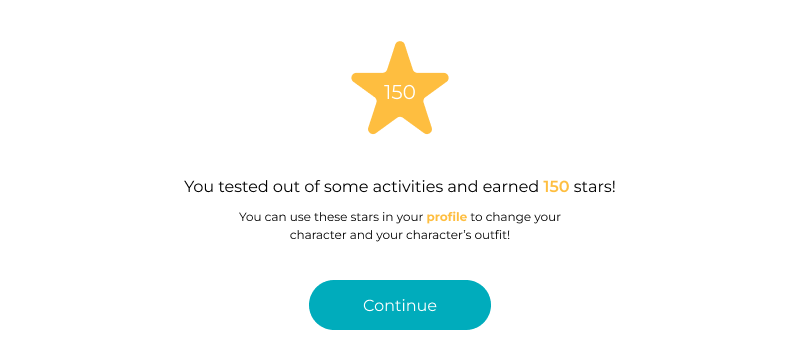 150
You tested out of some activities and earned 150 stars!
You can use these stars in your profile to change your
character and your character’s outfit!
Continue